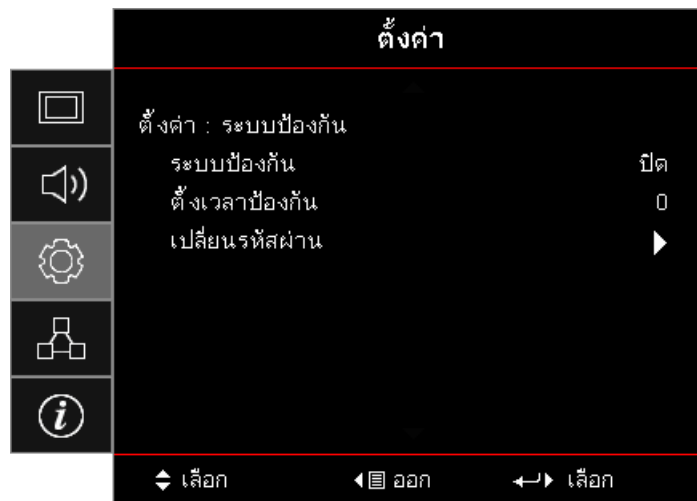 ตั้งค่า
ตั้งค่า : ระบบป้องกัน
ระบบป้องกัน ปิด
ตั้งเวลาป้องกัน 0
เปลี่ยนรหัสผ่าน
เลือก ออก เลือก